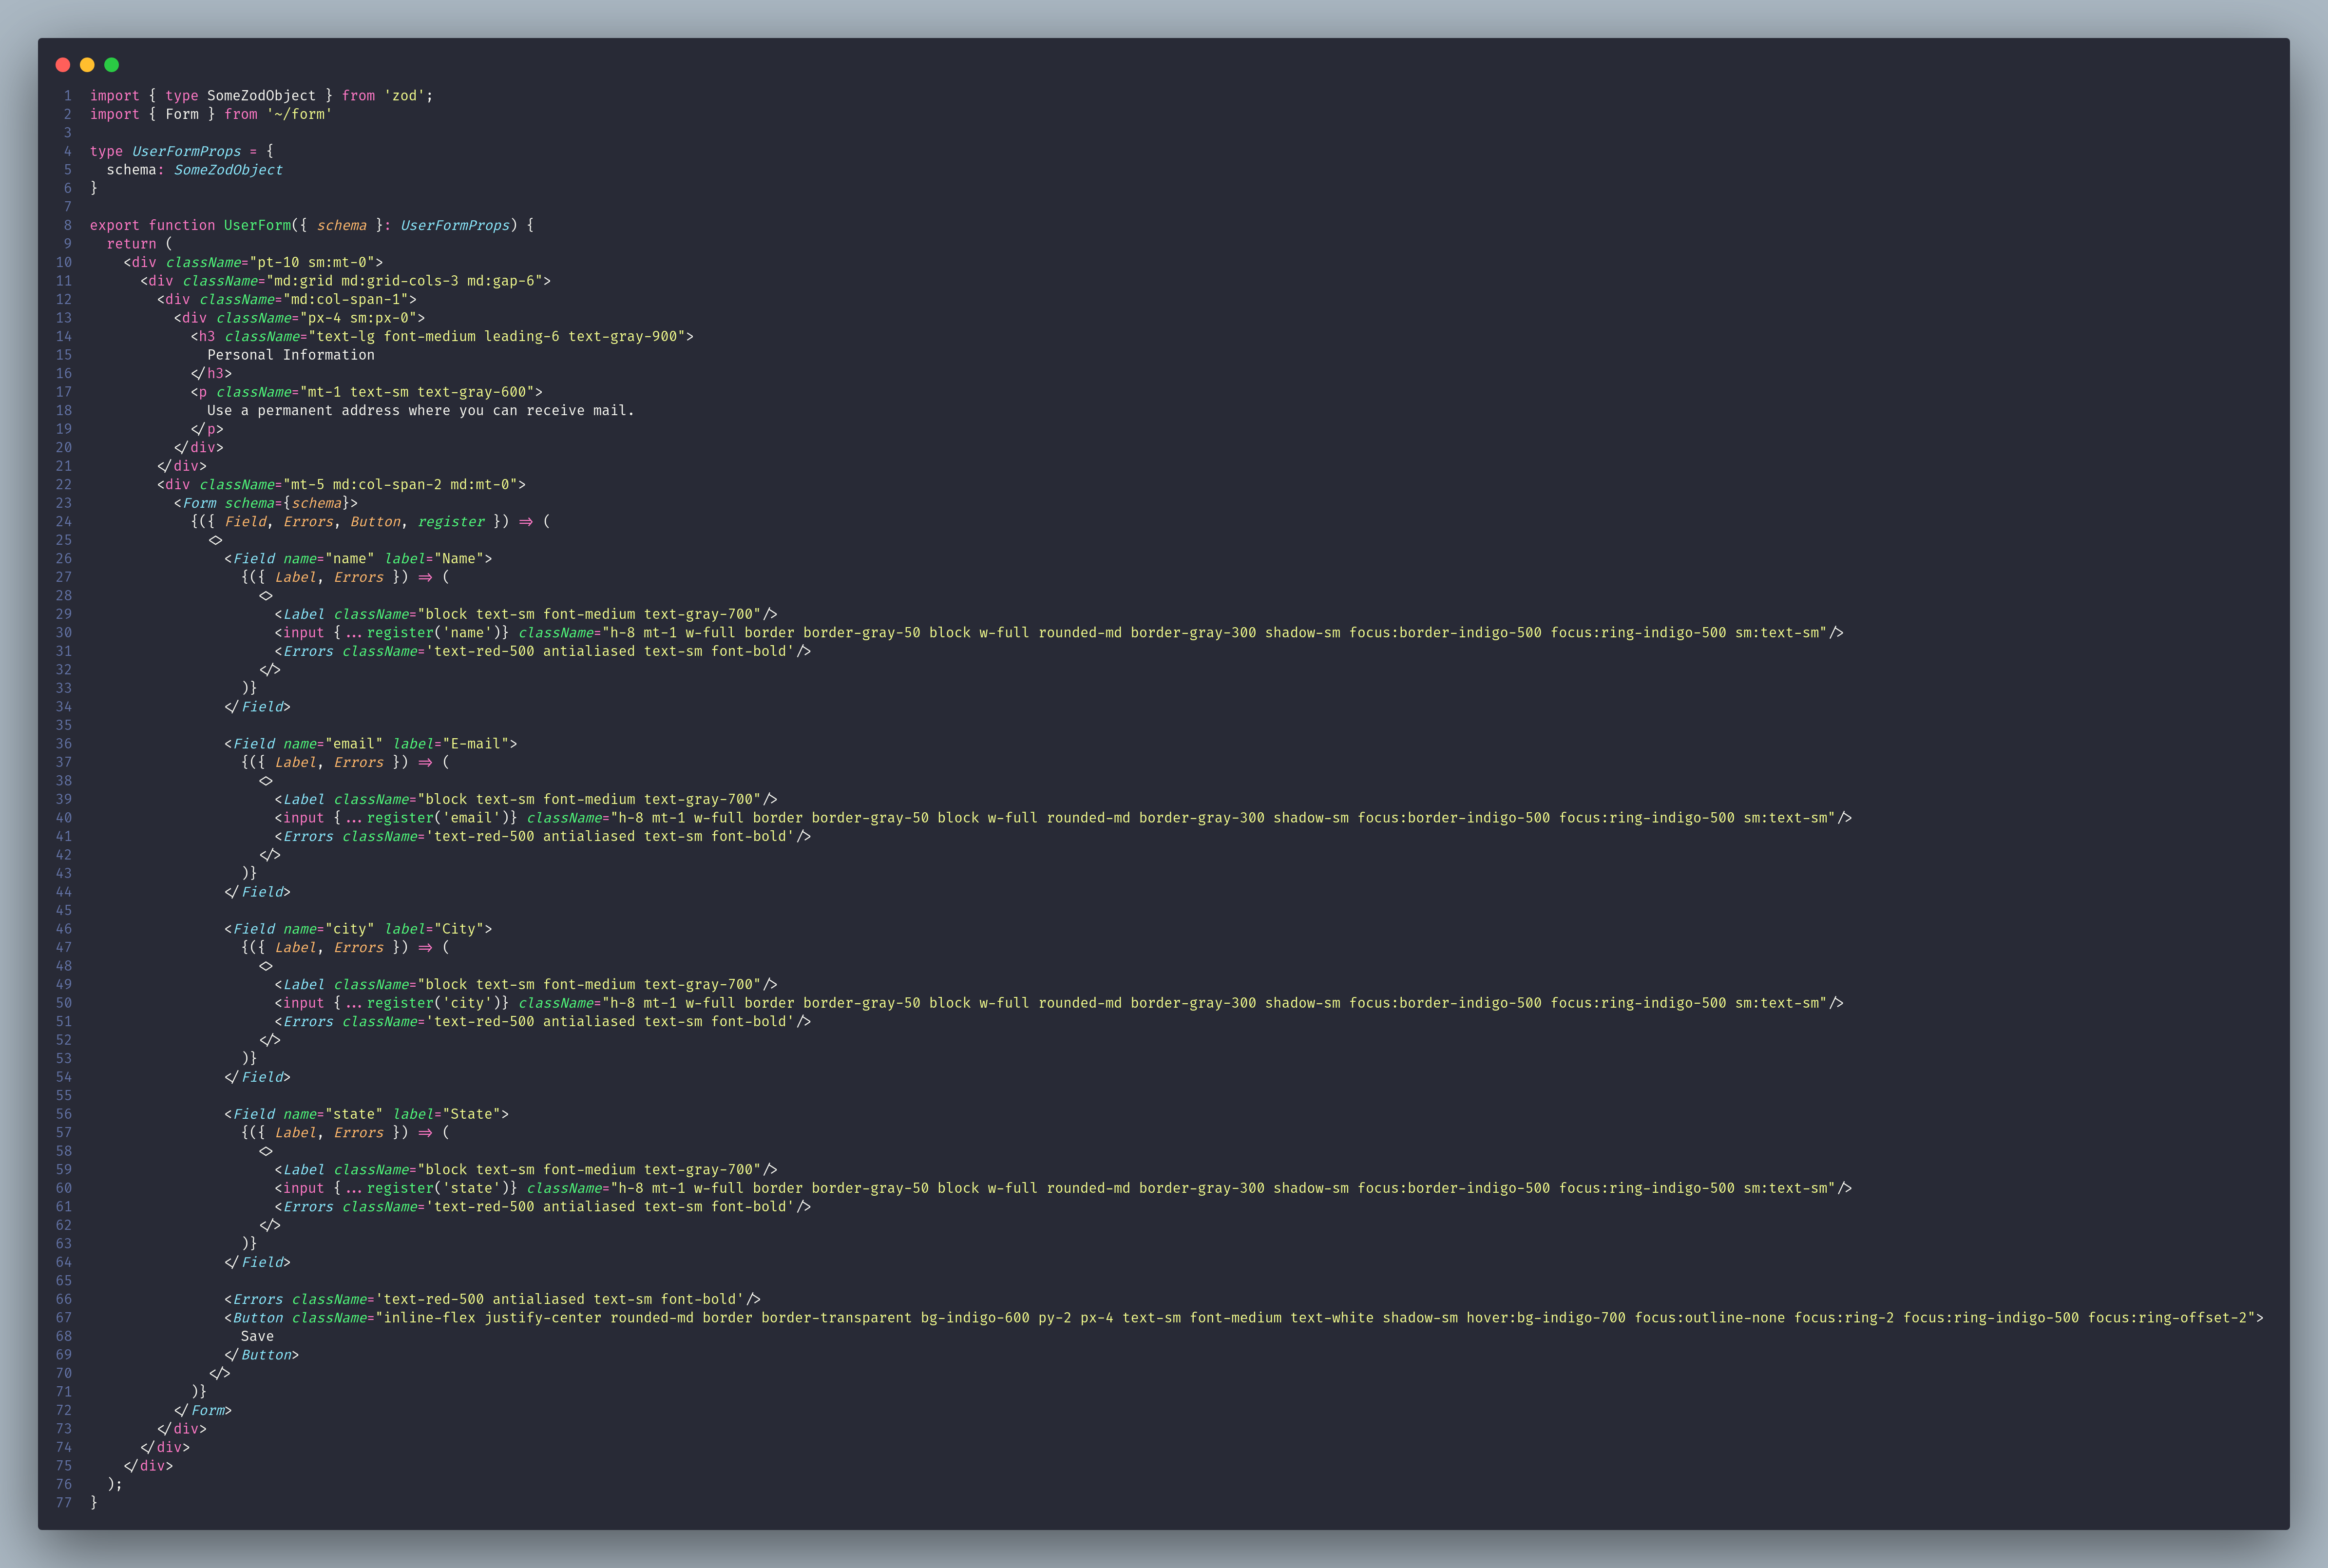 1 import { type SomeZodObject } from 'zod';
2 import { Form } from '~/form'
3
4 type UserFormProps = {
5   schema: SomeZodObject
6 }
7
8 export function UserForm({ schema }: UserFormProps) {
9   return (
10     <div className="pt-10 sm:mt-0">
11       <div className="md:grid md:grid-cols-3 md:gap-6">
12         <div className="md:col-span-1">
13           <div className="px-4 sm:px-0">
14             <h3 className="text-lg font-medium leading-6 text-gray-900">
15               Personal Information
16             </h3>
17             <p className="mt-1 text-sm text-gray-600">
18               Use a permanent address where you can receive mail.
19             </p>
20           </div>
21         </div>
22         <div className="mt-5 md:col-span-2 md:mt-0">
23           <Form schema={schema}>
24             {({ Field, Errors, Button, register }) => (
25               <>
26                 <Field name="name" label="Name">
27                   {({ Label, Errors }) => (
28                     <>
29                       <Label className="block text-sm font-medium text-gray-700"/>
30                       <input {...register('name')} className="h-8 mt-1 w-full border border-gray-50 block w-full rounded-md border-gray-300 shadow-sm focus:border-indigo-500 focus:ring-indigo-500 sm:text-sm"/>
31                       <Errors className='text-red-500 antialiased text-sm font-bold'/>
32                     </>
33                   )}
34                 </Field>
35
36                 <Field name="email" label="E-mail">
37                   {({ Label, Errors }) => (
38                     <>
39                       <Label className="block text-sm font-medium text-gray-700"/>
40                       <input {...register('email')} className="h-8 mt-1 w-full border border-gray-50 block w-full rounded-md border-gray-300 shadow-sm focus:border-indigo-500 focus:ring-indigo-500 sm:text-sm"/>
41                       <Errors className='text-red-500 antialiased text-sm font-bold'/>
42                     </>
43                   )}
44                 </Field>
45
46                 <Field name="city" label="City">
47                   {({ Label, Errors }) => (
48                     <>
49                       <Label className="block text-sm font-medium text-gray-700"/>
50                       <input {...register('city')} className="h-8 mt-1 w-full border border-gray-50 block w-full rounded-md border-gray-300 shadow-sm focus:border-indigo-500 focus:ring-indigo-500 sm:text-sm"/>
51                       <Errors className='text-red-500 antialiased text-sm font-bold'/>
52                     </>
53                   )}
54                 </Field>
55
56                 <Field name="state" label="State">
57                   {({ Label, Errors }) => (
58                     <>
59                       <Label className="block text-sm font-medium text-gray-700"/>
60                       <input {...register('state')} className="h-8 mt-1 w-full border border-gray-50 block w-full rounded-md border-gray-300 shadow-sm focus:border-indigo-500 focus:ring-indigo-500 sm:text-sm"/>
61                       <Errors className='text-red-500 antialiased text-sm font-bold'/>
62                     </>
63                   )}
64                 </Field>
65
66                 <Errors className='text-red-500 antialiased text-sm font-bold'/>
67                 <Button className="inline-flex justify-center rounded-md border border-transparent bg-indigo-600 py-2 px-4 text-sm font-medium text-white shadow-sm hover:bg-indigo-700 focus:outline-none focus:ring-2 focus:ring-indigo-500 focus:ring-offset-2">
68                   Save
69                 </Button>
70               </>
71             )}
72           </Form>
73         </div>
74       </div>
75     </div>
76   );
77 }